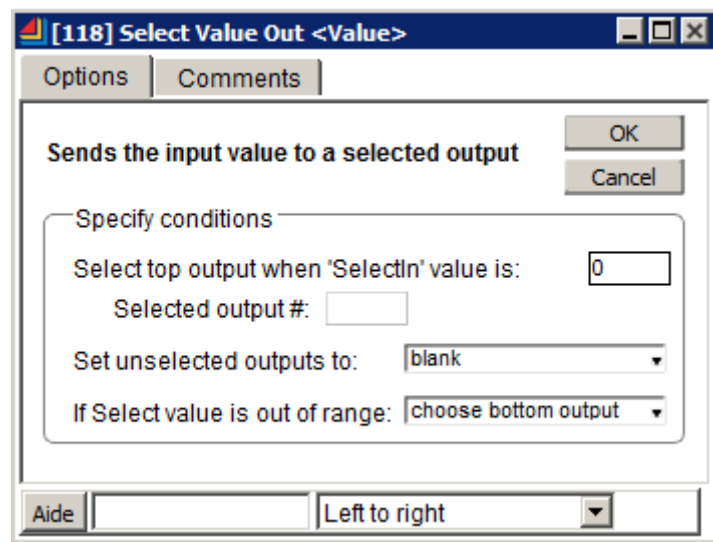 [118] Select Value Out <Value>
Options Comments
Sends the input value to a selected output
OK
Cancel
Specify conditions
Select top output when 'SelectIn' value is: 0
Selected output #:
Set unselected outputs to: blank
If Select value is out of range: choose bottom output
Aide Left to right